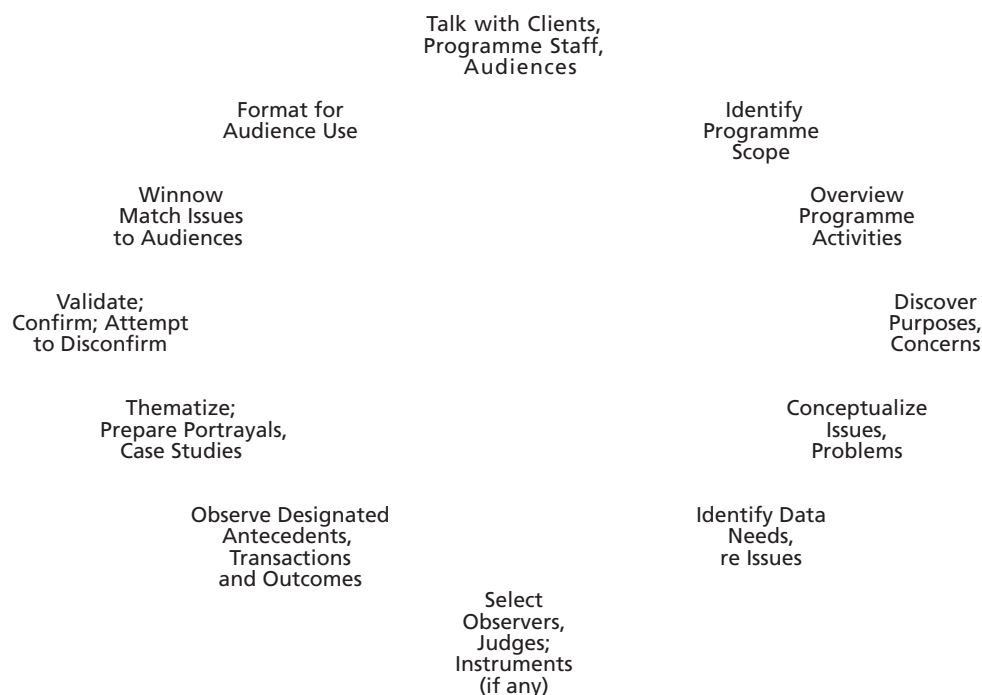 Talk with Clients,
Programme Staff,
Audiences
Identify
Programme
Scope
Overview
Programme
Activities
Discover
Purposes,
Concerns
Conceptualize
Issues,
Problems
Identify Data
Needs,
re Issues
Select
Observers,
Judges;
Instruments
(if any)
Observe Designated
Antecedents,
Transactions
and Outcomes
Thematize;
Prepare Portrayals,
Case Studies
Validate;
Confirm; Attempt
to Disconfirm
Winnow
Match Issues
to Audiences
Format for
Audience Use